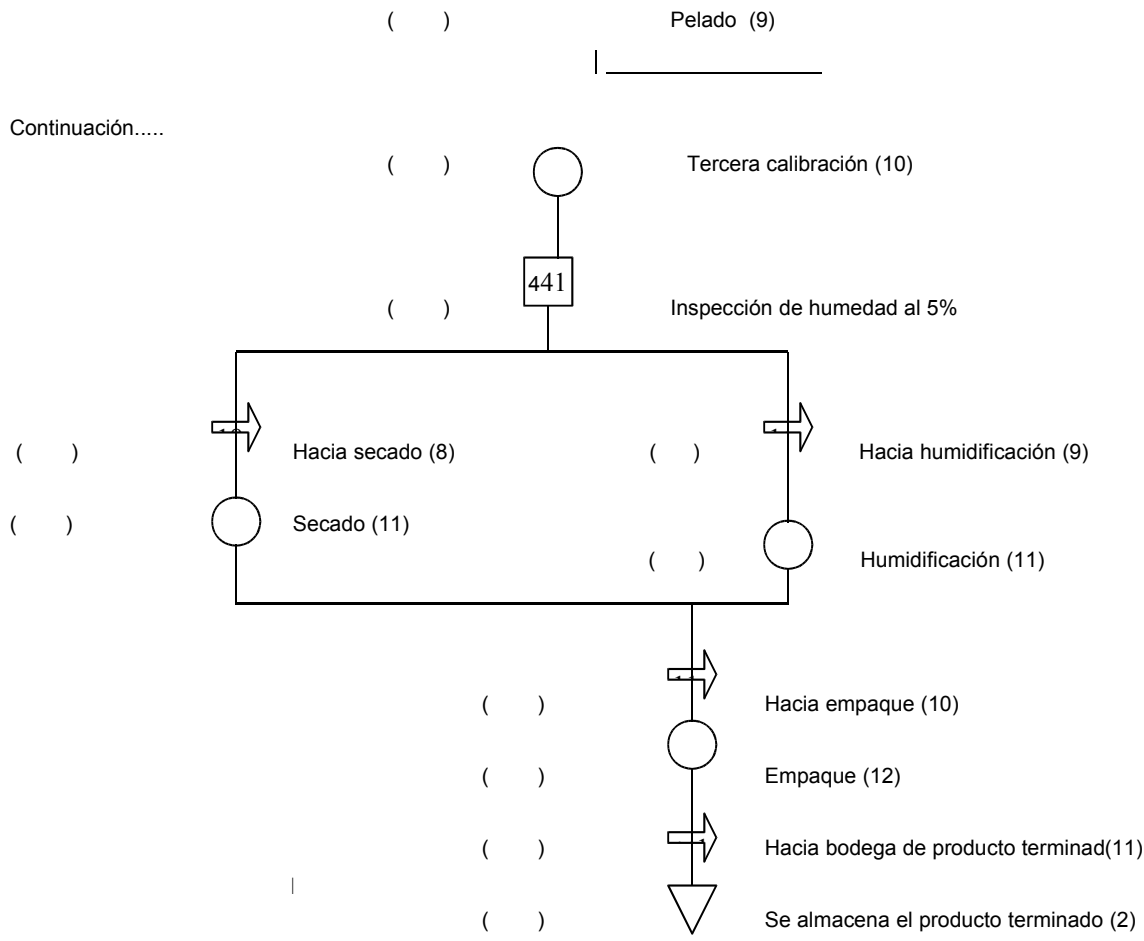 ( ) Pelado (9)
Continuación.....
( ) Tercera calibración (10)
441
( ) Inspección de humedad al 5%
( ) Hacia secado (8) ( ) Hacia humidificación (9)
( ) Secado (11)
( ) Humidificación (11)
( ) Hacia empaque (10)
( ) Empaque (12)
( ) Hacia bodega de producto terminad(11)
( ) Se almacena el producto terminado (2)